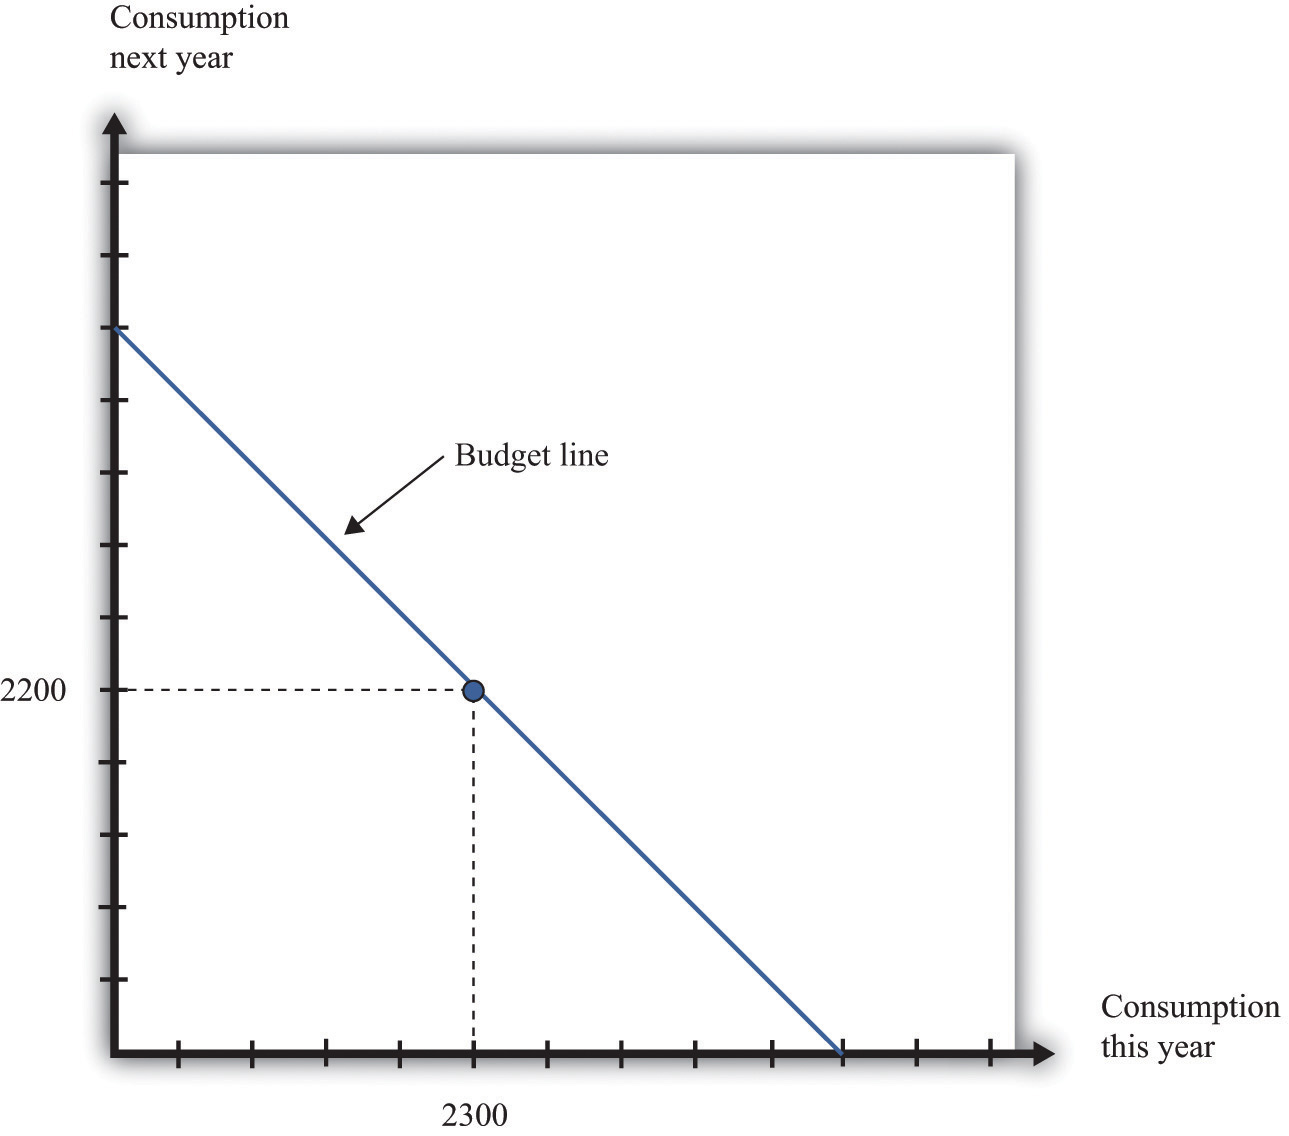 Consumption
next year
Budget line
2200
Consumption
this year
2300